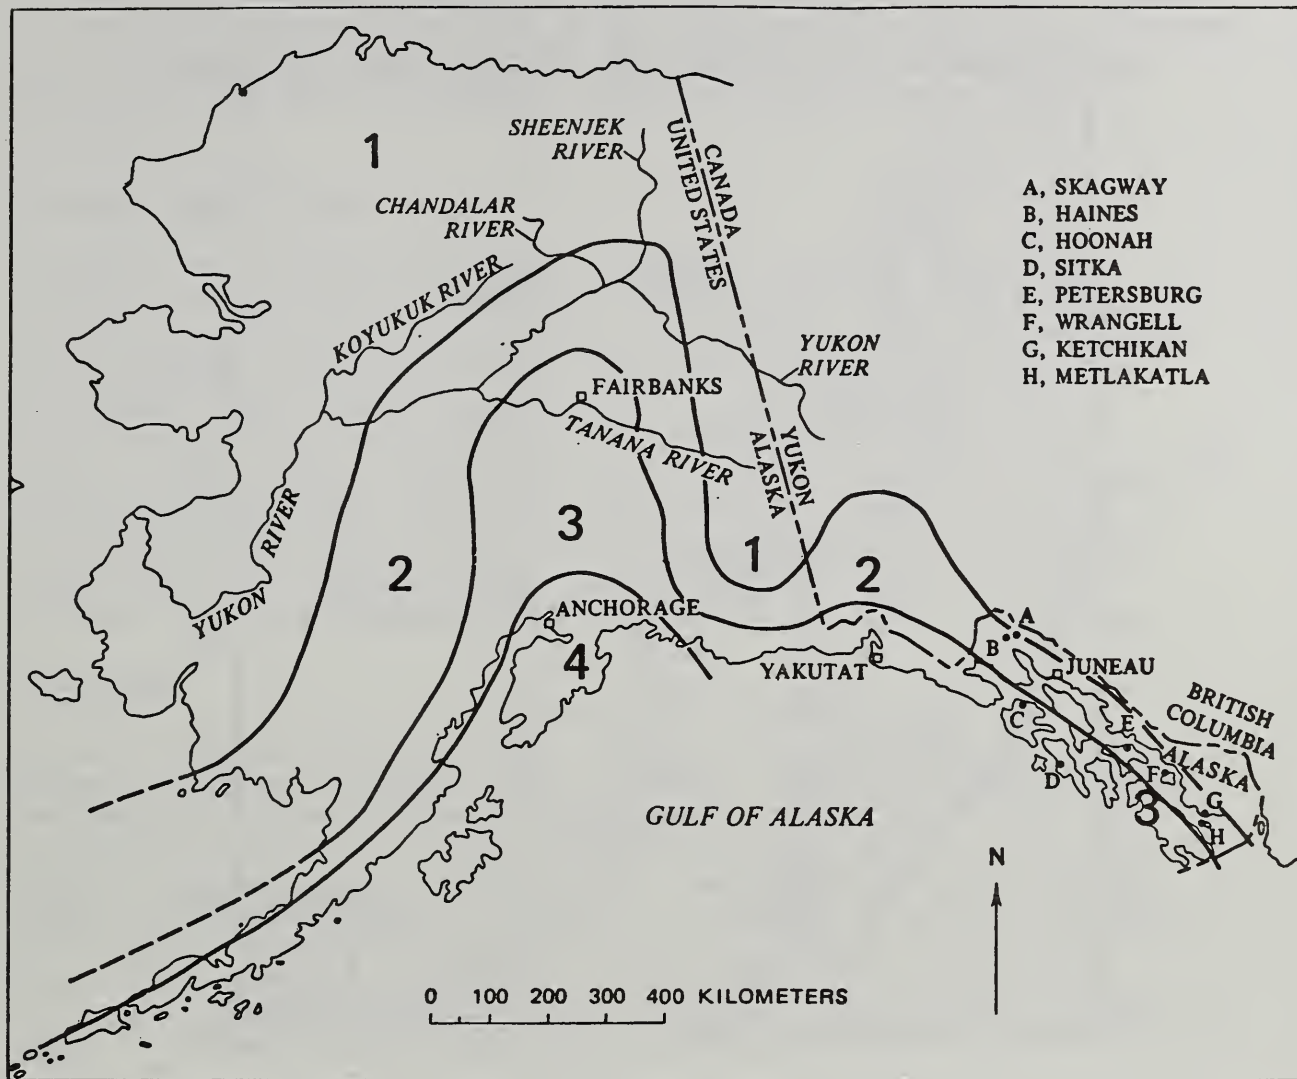 1
SHEENJEK
RIVER
CANADA
UNITED STATES
CHANDALAR
RIVER
KOYUKUK RIVER
A, SKAGWAY
B, HAINES
C, HOONAH
D, SITKA
E, PETERSBURG
F, WRANGELL
G, KETCHIKAN
H, METLAKATLA
YUKON
RIVER
FAIRBANKS
TANANA RIVER
YUKON
ALASKA
YUKON
RIVER
2
3
1
2
ANCHORAGE
4
YAKUTAT
A
B
JUNEAU
C
D
E
F
G
H
BRITISH
COLUMBIA
ALASKA
3
GULF OF ALASKA
N
0 100 200 300 400 KILOMETERS